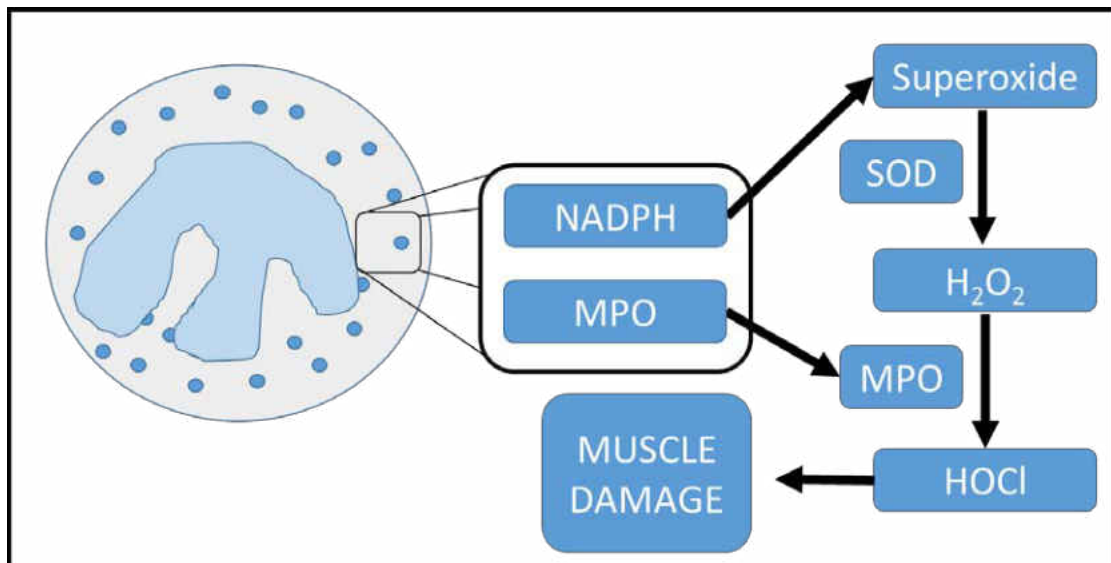 Superoxide
SOD
NADPH
H₂O₂
MPO
MPO
MUSCLE
DAMAGE
HOCl